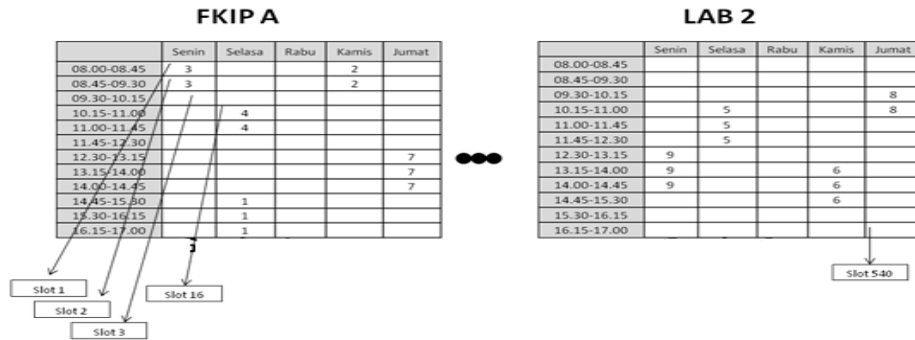 FKIP A
Senin Selasa Rabu Kamis Jumat
08.00-08.45 3 2
08.45-09.30 3 2
09.30-10.15
10.15-11.00 4
11.00-11.45 4
11.45-12.30
12.30-13.15 7
13.15-14.00 7
14.00-14.45 7
14.45-15.30 1
15.30-16.15 1
16.15-17.00 1
Slot 1
Slot 2
Slot 3
Slot 16
LAB 2
Senin Selasa Rabu Kamis Jumat
08.00-08.45
08.45-09.30
09.30-10.15 8
10.15-11.00 5 8
11.00-11.45 5
11.45-12.30 5
12.30-13.15 9
13.15-14.00 9 6
14.00-14.45 9 6
14.45-15.30 6
15.30-16.15
16.15-17.00
Slot 540